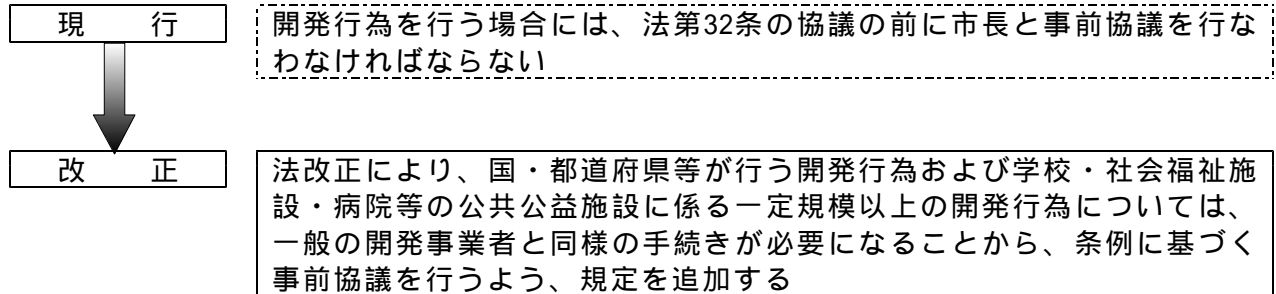 現 行
開発行為を行う場合には、法第32条の協議の前に市長と事前協議を行な
わなければならない
改 正
法改正により、国・都道府県等が行う開発行為および学校・社会福祉施
設・病院等の公共公益施設に係る一定規模以上の開発行為については、
一般の開発事業者と同様の手続きが必要になることから、条例に基づく
事前協議を行うよう、規定を追加する